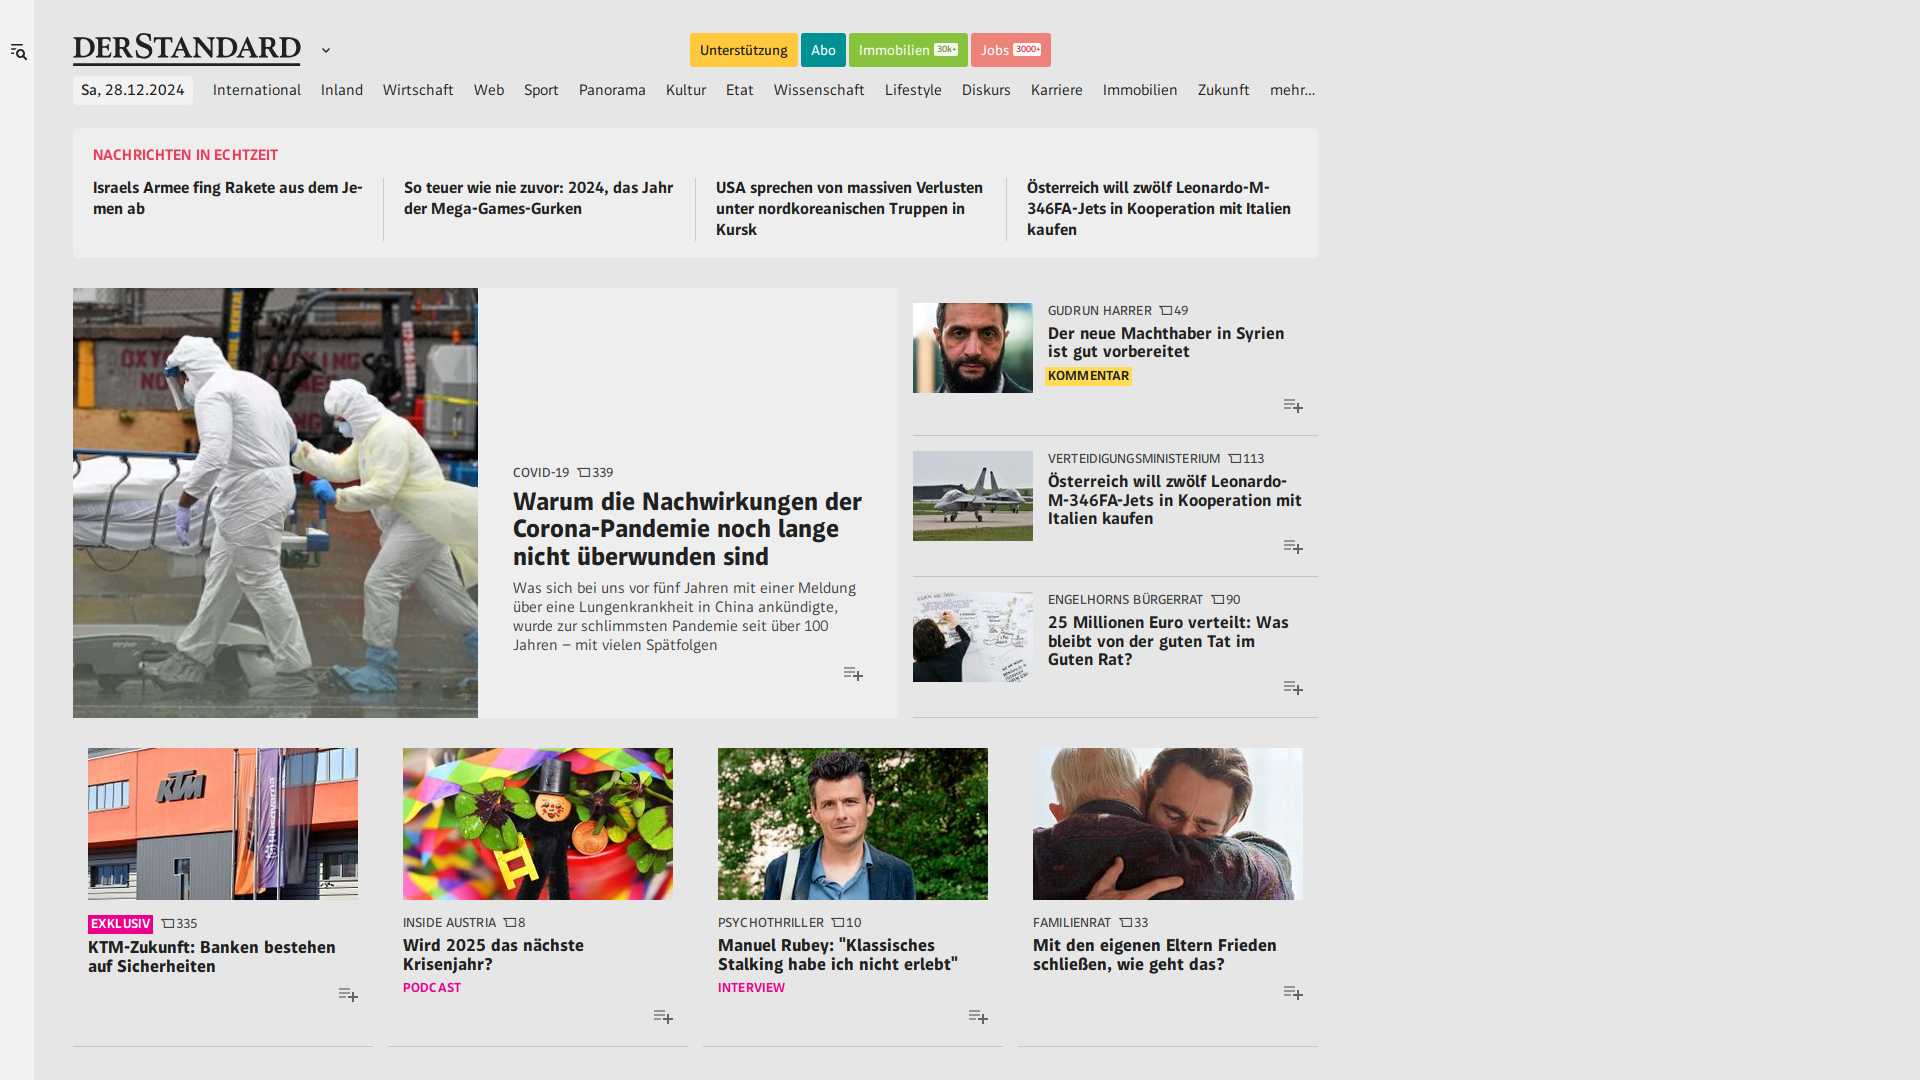 DERSTANDARD
Unterstützung
Abo
Immobilien 30k+
Jobs 3000+
Sa, 28.12.2024
International
Inland
Wirtschaft
Web
Sport
Panorama
Kultur
Etat
Wissenschaft
Lifestyle
Diskurs
Karriere
Immobilien
Zukunft
mehr...
NACHRICHTEN IN ECHTZEIT
Israels Armee fing Rakete aus dem Je-
men ab
So teuer wie nie zuvor: 2024, das Jahr
der Mega-Games-Gurken
USA sprechen von massiven Verlusten
unter nordkoreanischen Truppen in
Kursk
Österreich will zwölf Leonardo-M-
346FA-Jets in Kooperation mit Italien
kaufen
COVID-19 339
Warum die Nachwirkungen der
Corona-Pandemie noch lange
nicht überwunden sind
Was sich bei uns vor fünf Jahren mit einer Meldung
über eine Lungenkrankheit in China ankündigte,
wurde zur schlimmsten Pandemie seit über 100
Jahren – mit vielen Spätfolgen
GUDRUN HARRER 49
Der neue Machthaber in Syrien
ist gut vorbereitet
KOMMENTAR
VERTEIDIGUNGSMINISTERIUM 113
Österreich will zwölf Leonardo-
M-346FA-Jets in Kooperation mit
Italien kaufen
ENGELHORNS BÜRGERRAT 90
25 Millionen Euro verteilt: Was
bleibt von der guten Tat im
Guten Rat?
KTM
Husqvarna
EXKLUSIV 335
KTM-Zukunft: Banken bestehen
auf Sicherheiten
INSIDE AUSTRIA 8
Wird 2025 das nächste
Krisenjahr?
PODCAST
PSYCHOTHRILLER 10
Manuel Rubey: "Klassisches
Stalking habe ich nicht erlebt"
INTERVIEW
FAMILIENRAT 33
Mit den eigenen Eltern Frieden
schließen, wie geht das?